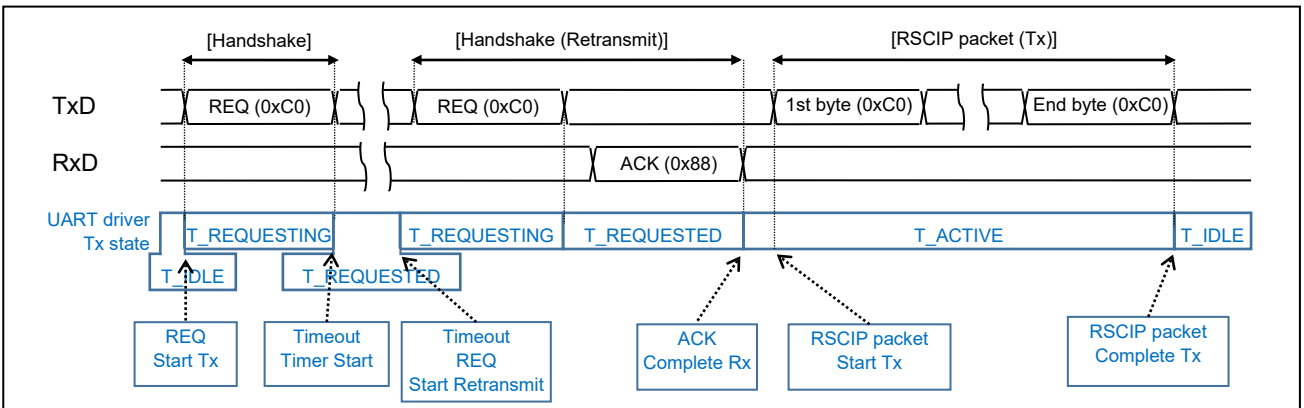 [Handshake]
[Handshake (Retransmit)]
[RSCIP packet (Tx)]
TxD
REQ (0xC0)
REQ (0xC0)
1st byte (0xC0)
End byte (0xC0)
RxD
ACK (0x88)
UART driver
Tx state
T_REQUESTING
T_REQUESTING
T_REQUESTED
T_ACTIVE
T_IDLE
T_IDLE
T_REQUESTED
REQ
Start Tx
Timeout
Timer Start
Timeout
REQ
Start Retransmit
ACK
Complete Rx
RSCIP packet
Start Tx
RSCIP packet
Complete Tx